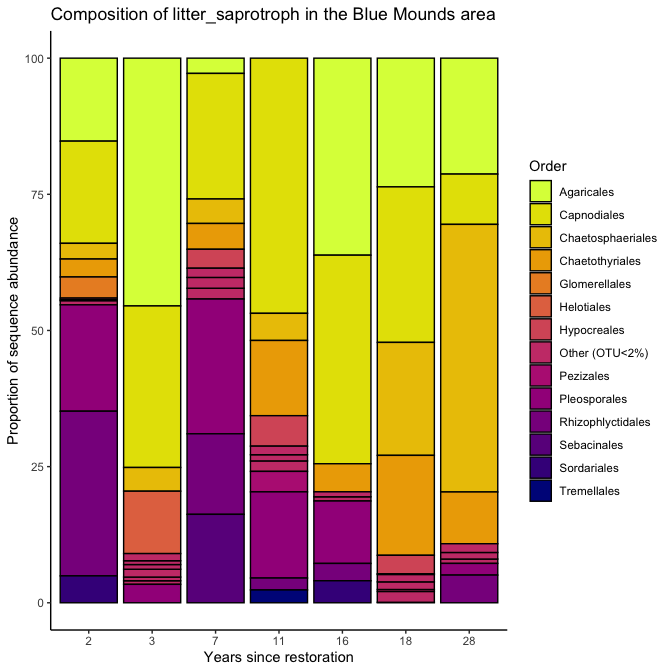 Composition of litter_saprotroph in the Blue Mounds area
Proportion of sequence abundance
100
75
50
25
0
2 3 7 11 16 18 28
Years since restoration
Order
Agaricales
Capnodiales
Chaetosphaeriales
Chaetothyriales
Glomerellales
Helotiales
Hypocreales
Other (OTU<2%)
Pezizales
Pleosporales
Rhizophlyctidales
Sebacinales
Sordariales
Tremellales